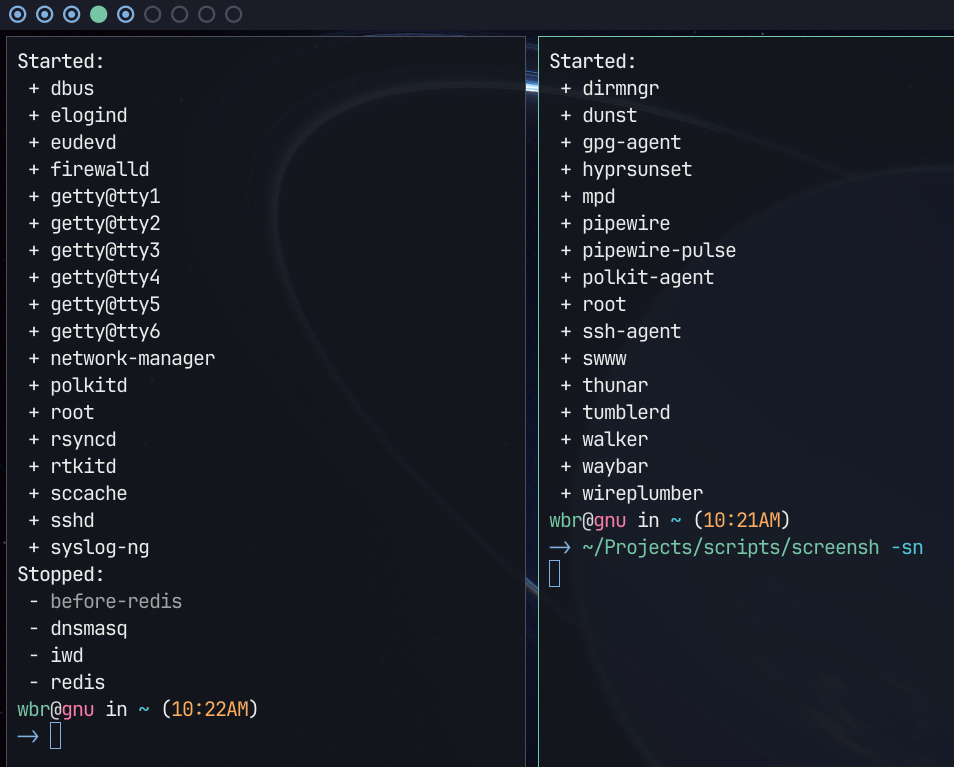 Started:
 + dbus
 + elogind
 + eudevd
 + firewalld
 + getty@tty1
 + getty@tty2
 + getty@tty3
 + getty@tty4
 + getty@tty5
 + getty@tty6
 + network-manager
 + polkitd
 + root
 + rsyncd
 + rtkitd
 + sccache
 + sshd
 + syslog-ng
Stopped:
 - before-redis
 - dnsmasq
 - iwd
 - redis
wbr@gnu in ~ (10:22AM)
→
Started:
 + dirmngr
 + dunst
 + gpg-agent
 + hyprsunset
 + mpd
 + pipewire
 + pipewire-pulse
 + polkit-agent
 + root
 + ssh-agent
 + swww
 + thunar
 + tumblerd
 + walker
 + waybar
 + wireplumber
wbr@gnu in ~ (10:21AM)
→ ~/Projects/scripts/screensh -sn